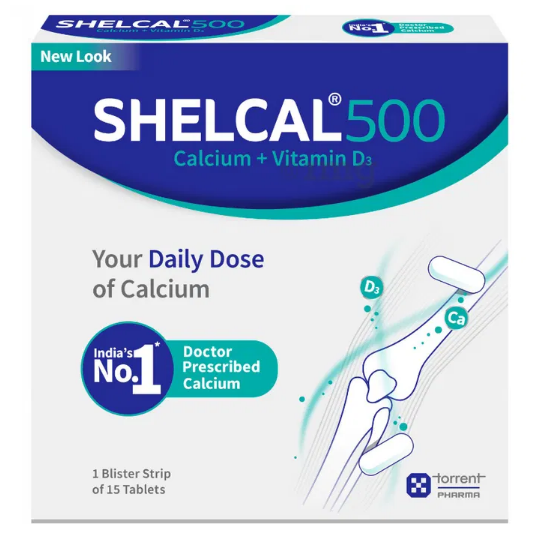 SHELCAL 500
Calcium + Vitamin D3
India's No.1 Doctor Prescribed Calcium
New Look
SHELCAL® 500
Calcium + Vitamin D3
Your Daily Dose
of Calcium
D3
Ca
India's
No.1*
Doctor
Prescribed
Calcium
1 Blister Strip
of 15 Tablets
torrent
PHARMA